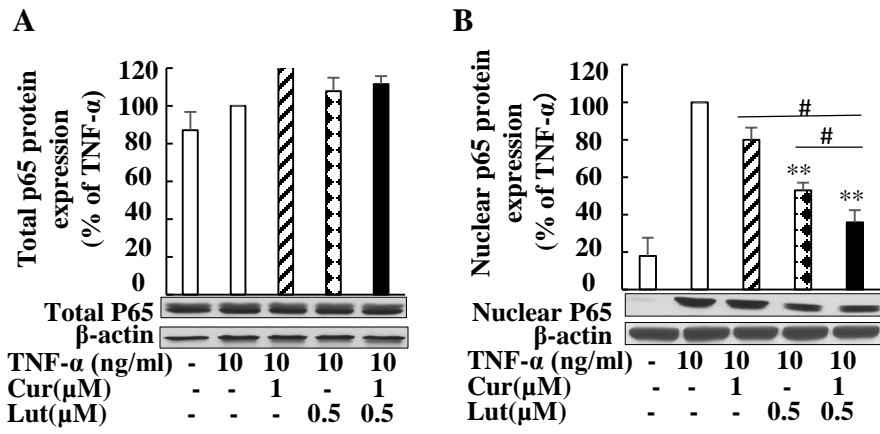 A
Total p65 protein
expression
(% of TNF-α)
120
100
80
60
40
20
0
Total P65
β-actin
TNF-α (ng/ml) - 10 10 10 10
Cur(μM) - - 1 - 1
Lut(μM) - - - 0.5 0.5
B
Nuclear p65 protein
expression
(% of TNF-α)
120
100
80
60
40
20
0
#
#
**
**
Nuclear P65
β-actin
TNF-α (ng/ml) - 10 10 10 10
Cur(μM) - - 1 - 1
Lut(μM) - - - 0.5 0.5